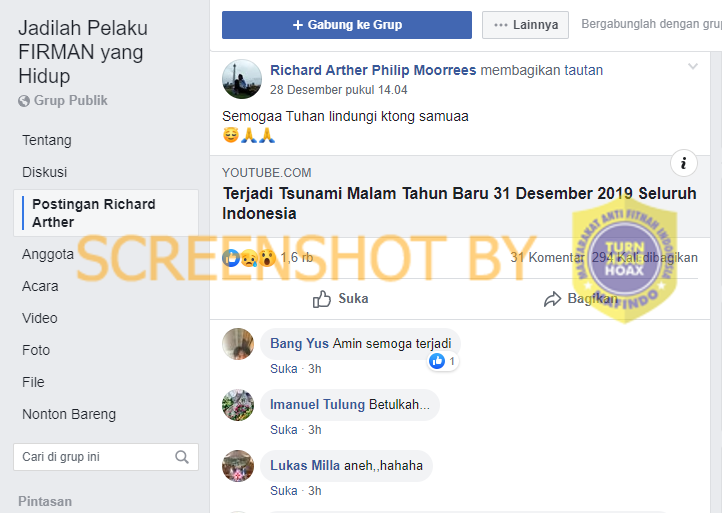 Jadilah Pelaku
FIRMAN yang
Hidup
Grup Publik
Tentang
Diskusi
Postingan Richard
Arther
Anggota
Acara
Video
Foto
File
Nonton Bareng
Cari di grup ini
Pintasan
+ Gabung ke Grup
··· Lainnya
Bergabunglah dengan grup
Richard Arther Philip Moorrees membagikan tautan
28 Desember pukul 14.04
Semogaa Tuhan lindungi ktong samuaa
😌🙏🙏
YOUTUBE.COM
i
Terjadi Tsunami Malam Tahun Baru 31 Desember 2019 Seluruh
Indonesia
1,6 rb
31 Komentar 294 Kali dibagikan
Suka
Bagikan
Bang Yus Amin semoga terjadi
1
Suka · 3h
Imanuel Tulung Betulkah...
Suka · 3h
Lukas Milla aneh,,hahaha
Suka · 3h
SCREENSHOT BY
MASYARAKAT ANTI FITNAH INDONESIA
TURN
BACK
HOAX
MAFINDO